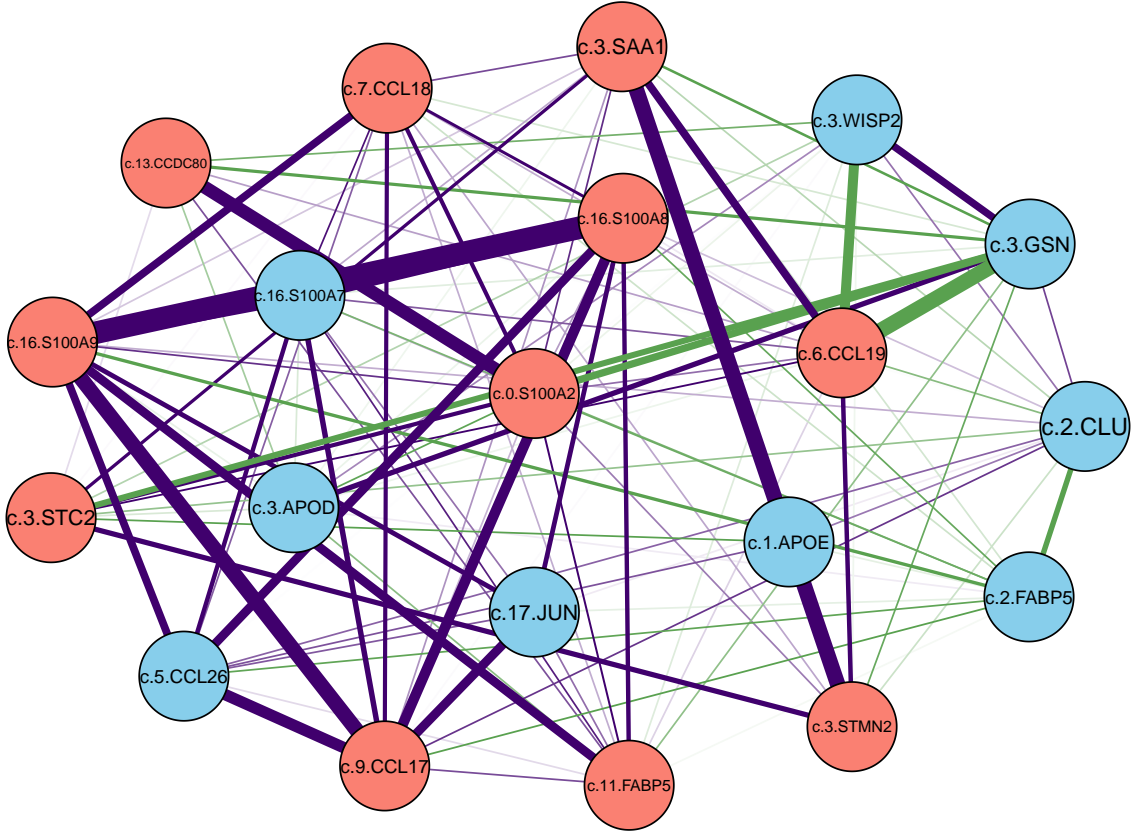 c.3.SAA1
c.7.CCL18
c.3.WISP2
c.13.CCDC80
c.16.S100A8
c.3.GSN
c.16.S100A7
c.16.S100A9
c.6.CCL19
c.0.S100A2
c.2.CLU
c.3.STC2
c.3.APOD
c.1.APOE
c.2.FABP5
c.17.JUN
c.5.CCL26
c.3.STMN2
c.9.CCL17
c.11.FABP5